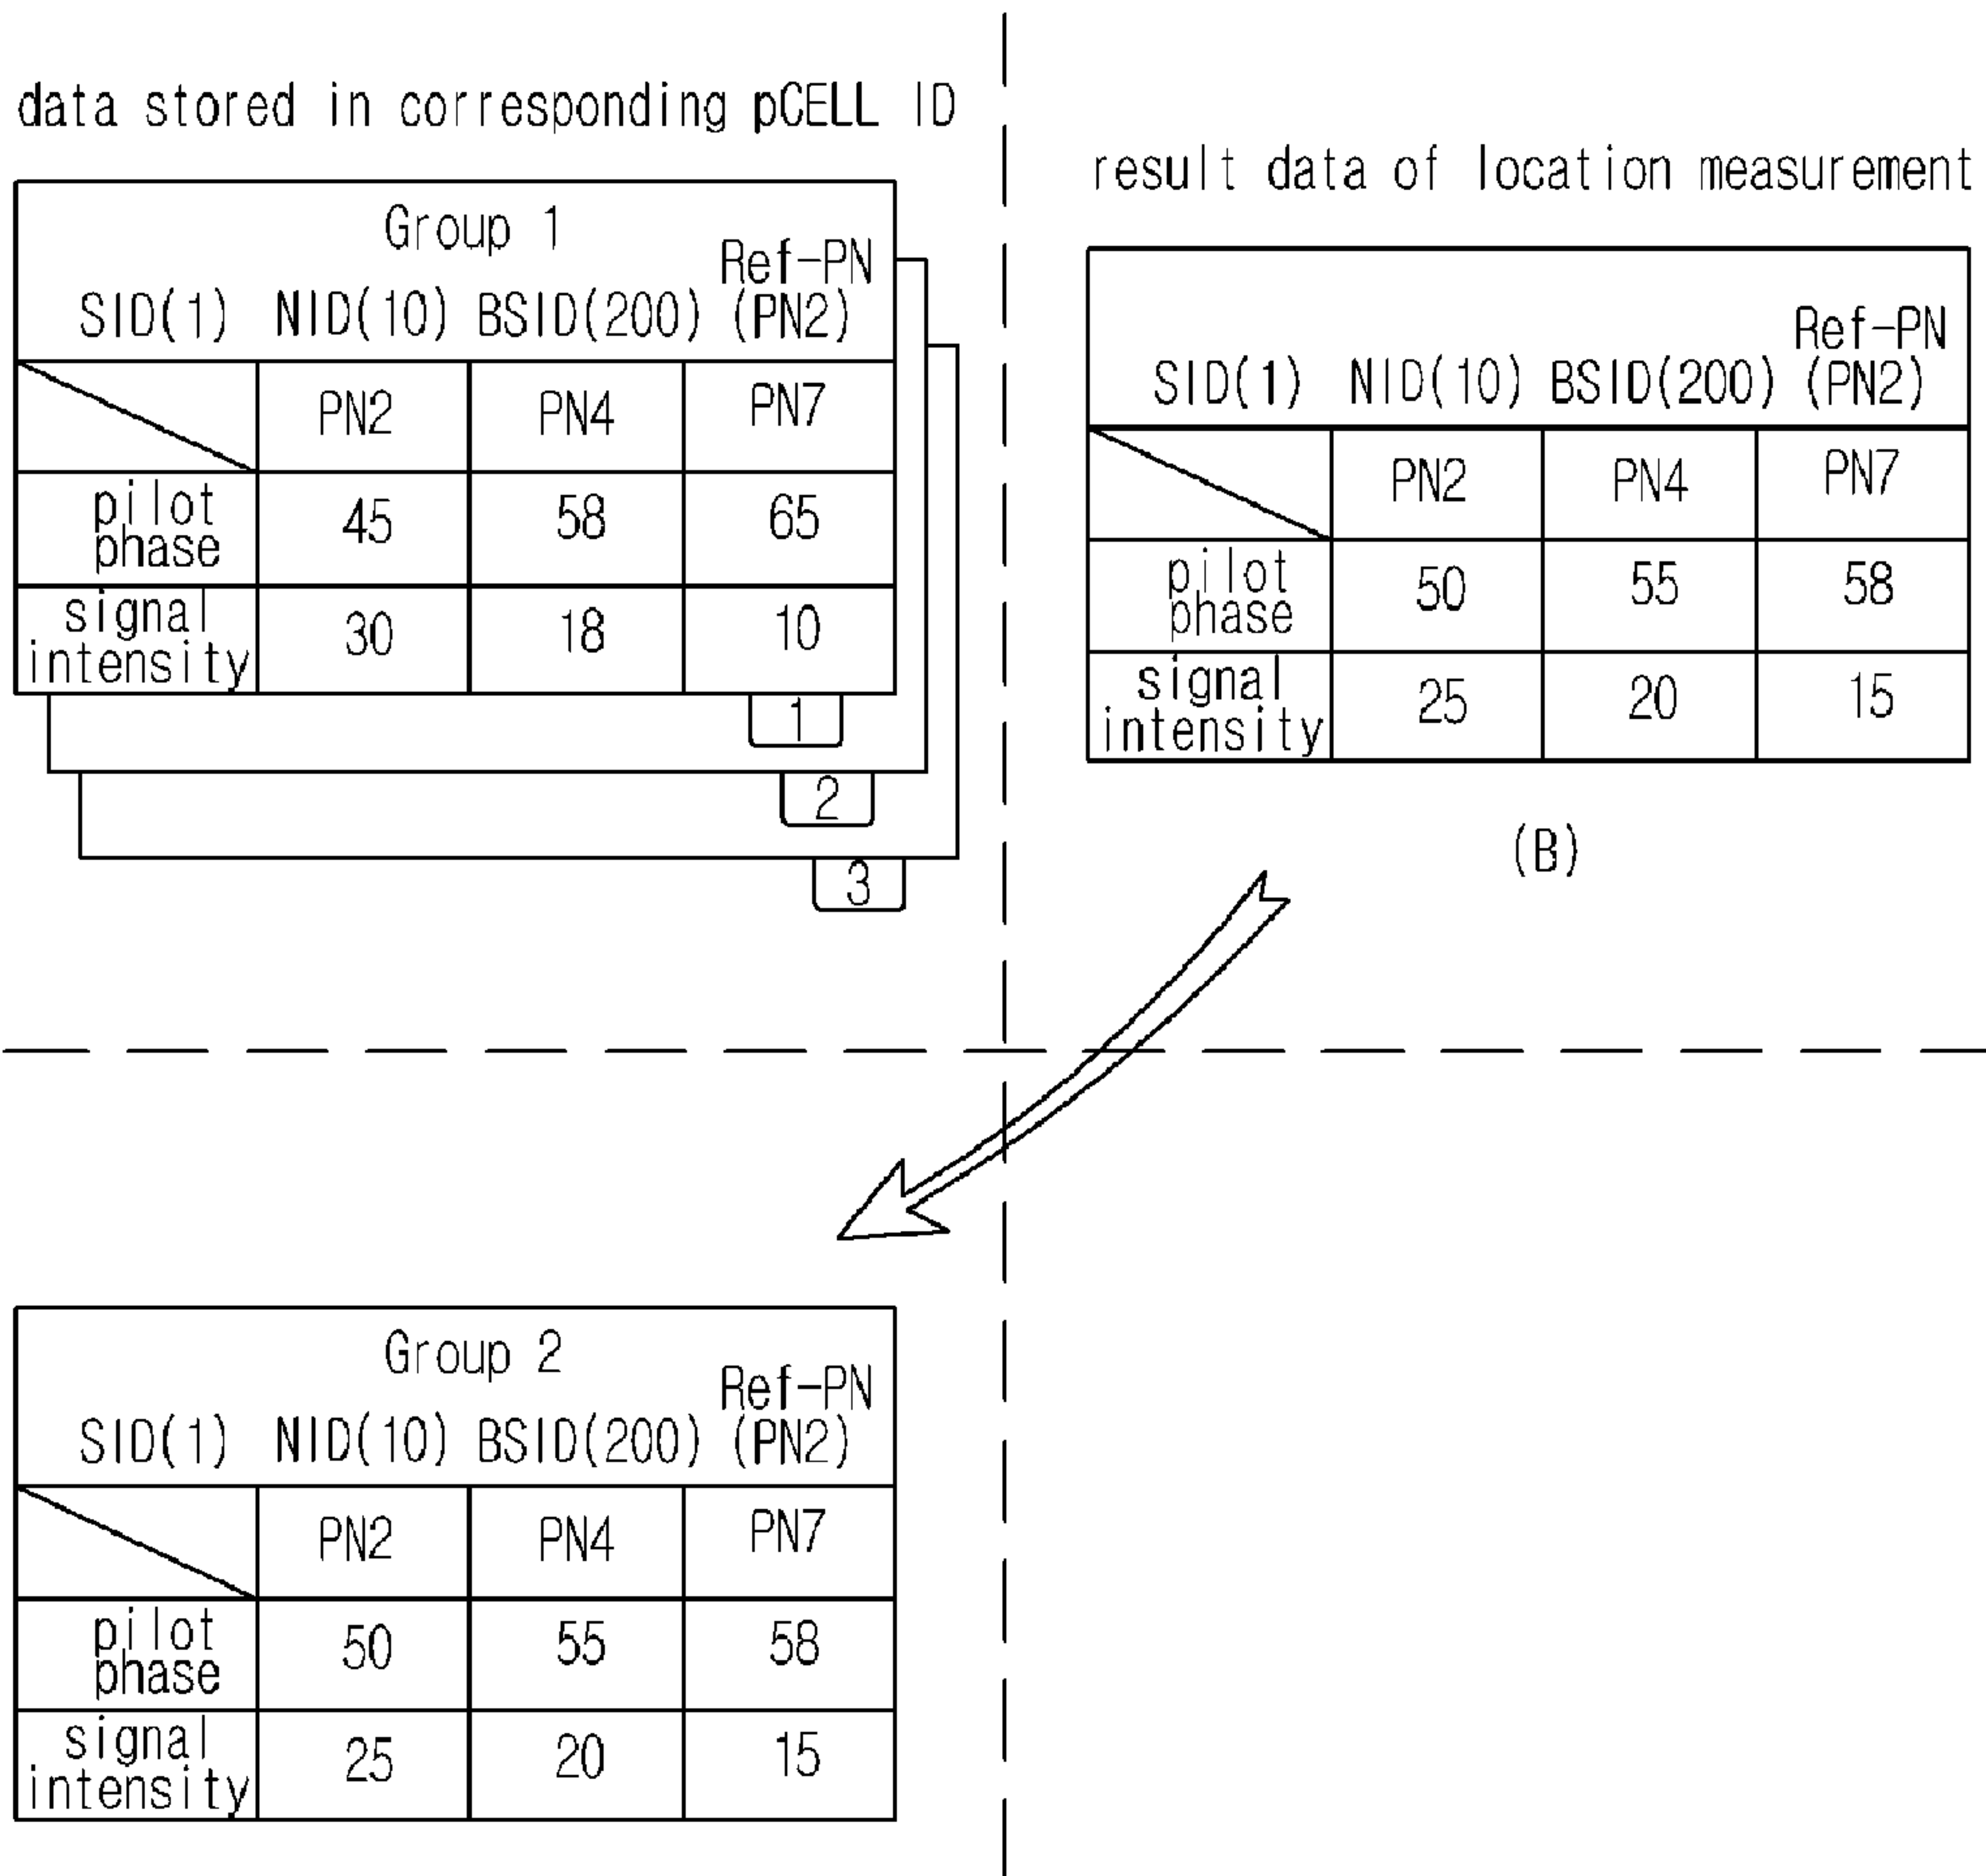 data stored in corresponding pCELL ID
Group 1
Ref-PN
SID(1) NID(10) BSID(200) (PN2)
PN2 PN4 PN7
pilot
phase
45 58 65
signal
intensity
30 18 10
1
2
3
result data of location measurement
Ref-PN
SID(1) NID(10) BSID(200) (PN2)
PN2 PN4 PN7
pilot
phase
50 55 58
signal
intensity
25 20 15
(B)
Group 2
Ref-PN
SID(1) NID(10) BSID(200) (PN2)
PN2 PN4 PN7
pilot
phase
50 55 58
signal
intensity
25 20 15